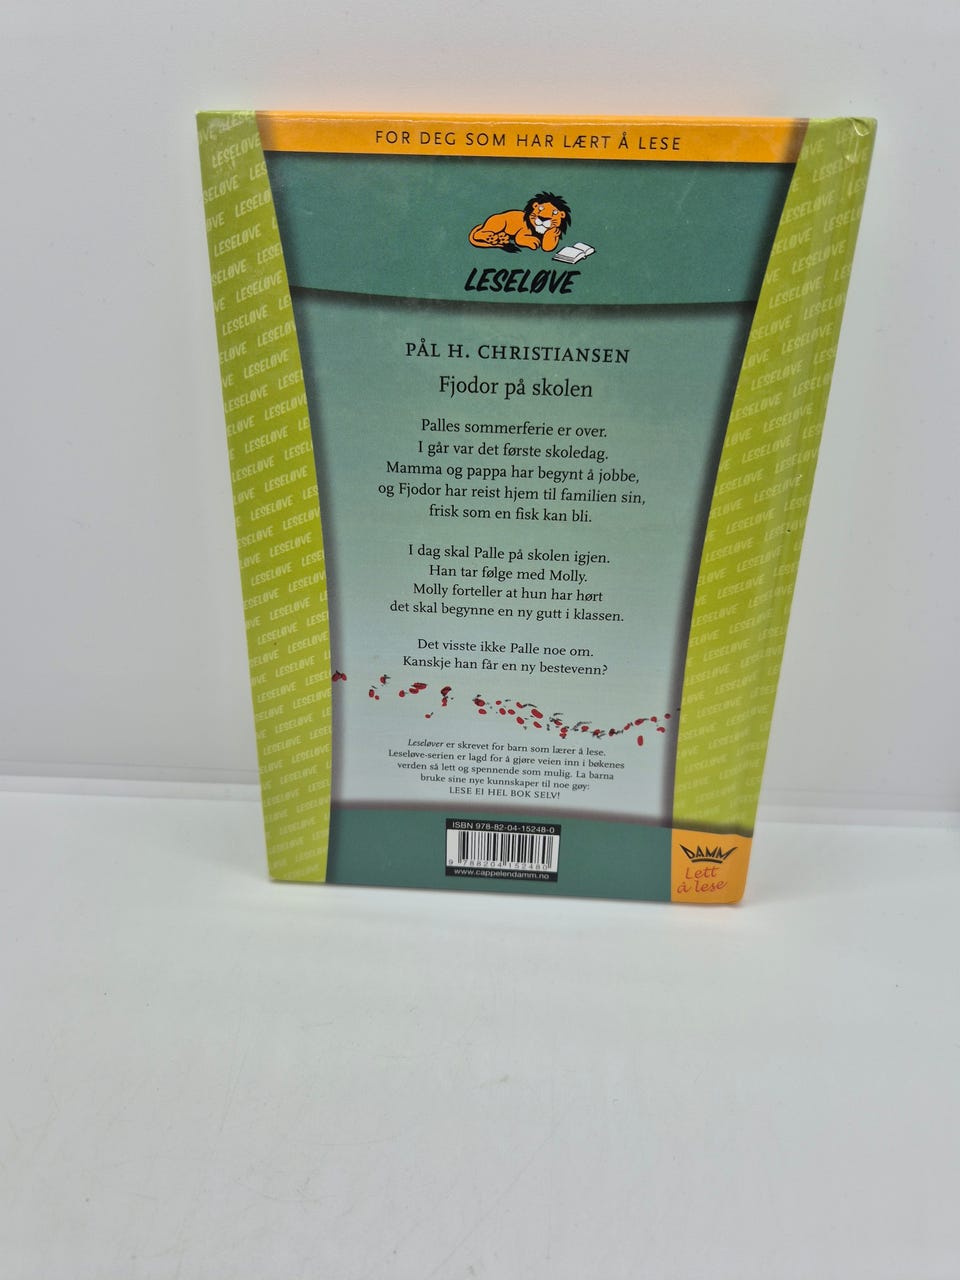 FOR DEG SOM HAR LÆRT Å LESE
LESELØVE
PÅL H. CHRISTIANSEN
Fjodor på skolen
Palles sommerferie er over.
I går var det første skoledag.
Mamma og pappa har begynt å jobbe,
og Fjodor har reist hjem til familien sin,
frisk som en fisk kan bli.
I dag skal Palle på skolen igjen.
Han tar følge med Molly.
Molly forteller at hun har hørt
det skal begynne en ny gutt i klassen.
Det visste ikke Palle noe om.
Kanskje han får en ny bestevenn?
Leseløver er skrevet for barn som lærer å lese.
Leseløve-serien er lagd for å gjøre veien inn i bøkenes
verden så lett og spennende som mulig. La barna
bruke sine nye kunnskaper til noe gøy:
LESE EI HEL BOK SELV!
ISBN 978-82-04-15248-0
9 788204 152480
www.cappelendamm.no
DAMM
Lett
å lese